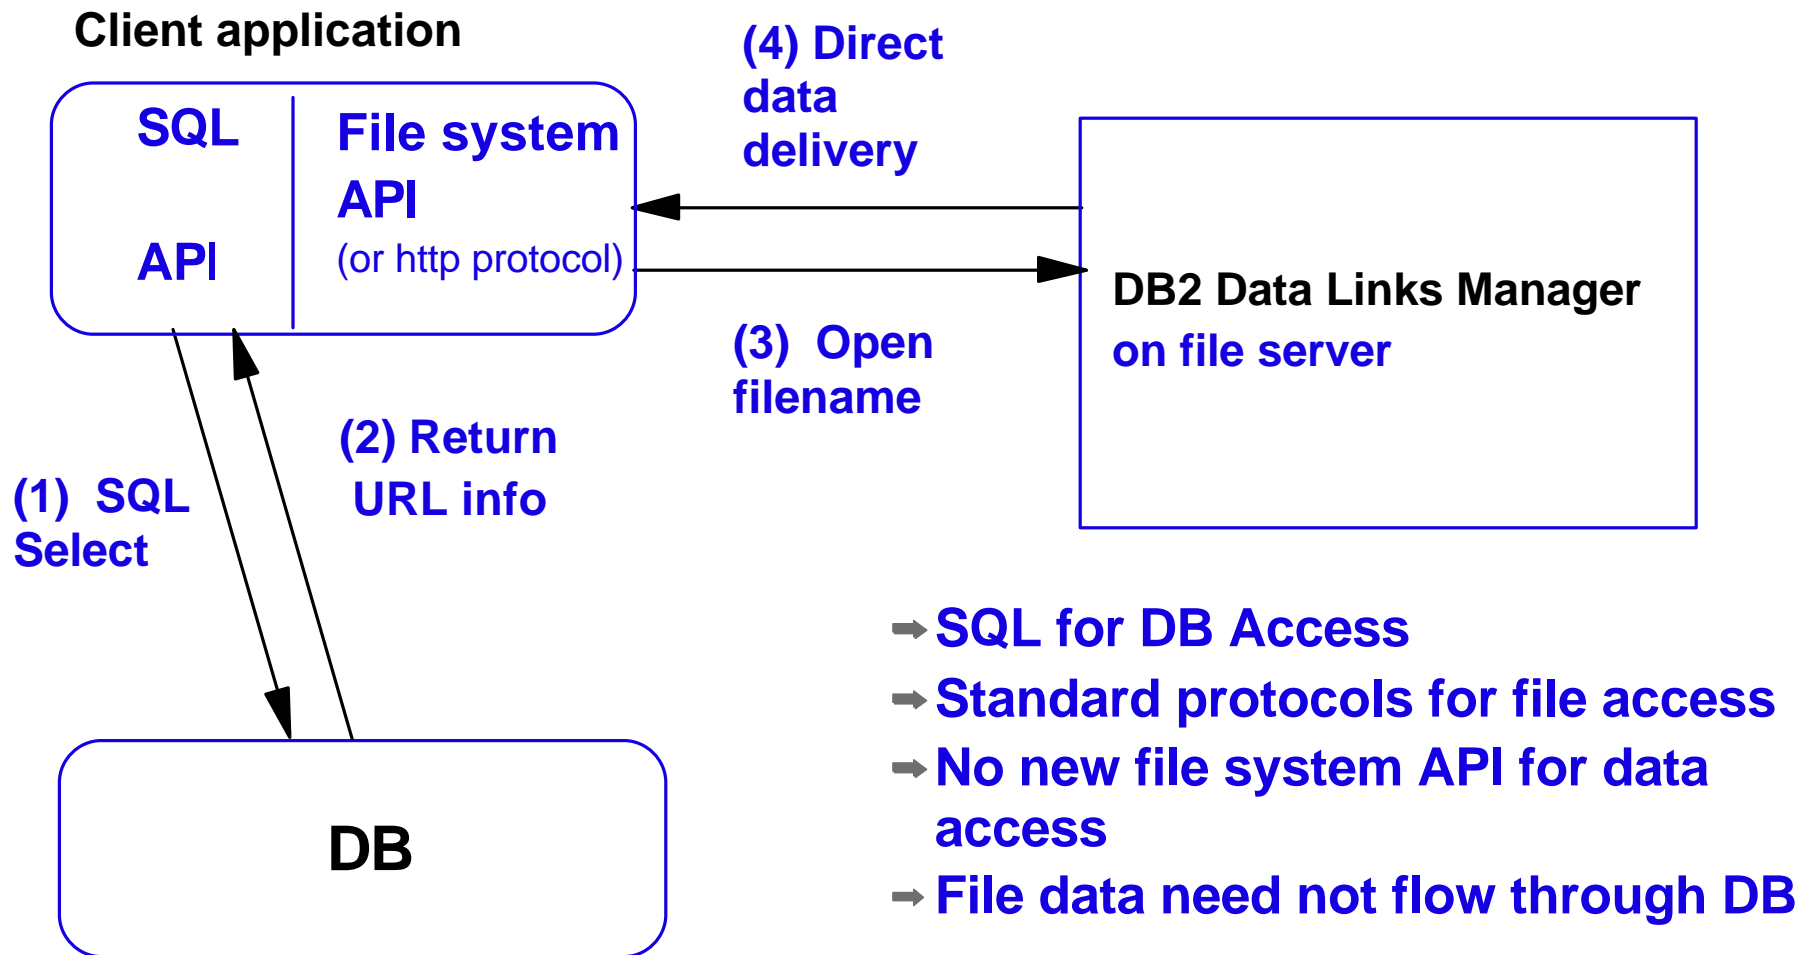 Client application
SQL
API
File system
API
(or http protocol)
(4) Direct
data
delivery
(3) Open
filename
DB2 Data Links Manager
on file server
(1) SQL
Select
(2) Return
URL info
DB
SQL for DB Access
Standard protocols for file access
No new file system API for data
access
File data need not flow through DB